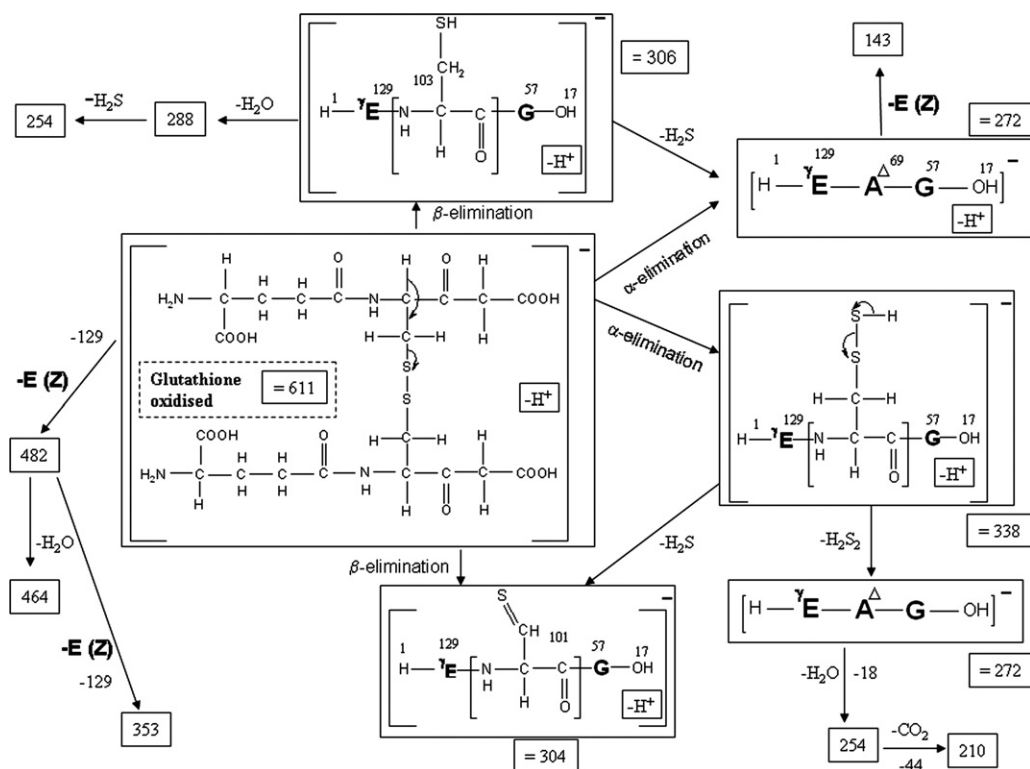 SH
CH₂
103
1
129
57
17
H
γE
N
H
C
H
C
O
G
OH
-H⁺
−
= 306
143
-E (Z)
= 272
254
−H₂S
288
-H₂O
-H₂S
1
129
69
57
17
[H
γE
A△
G
OH]−
-H⁺
β-elimination
α-elimination
α-elimination
−
H O H O H
H H
H₂N C C C C NH C C C COOH
COOH H H H
H C H
S
Glutathione
oxidised
= 611
-H⁺
S
COOH H H O H C H H O H
H₂N C C C C N C C C COOH
H H H H H H
-129
-E (Z)
482
-H₂O
464
-E (Z)
-129
353
−
S H
S
H C H
1
129
57
17
H
γE
N
H
C
H
C
O
G
OH
-H⁺
= 338
-H₂S
-H₂S₂
β-elimination
−
S
CH
1
129
101
57
17
H
γE
N
H
C
H
C
O
G
OH
-H⁺
= 304
[H
γE
A△
G
OH]−
= 272
-H₂O
-18
254
-CO₂
-44
210